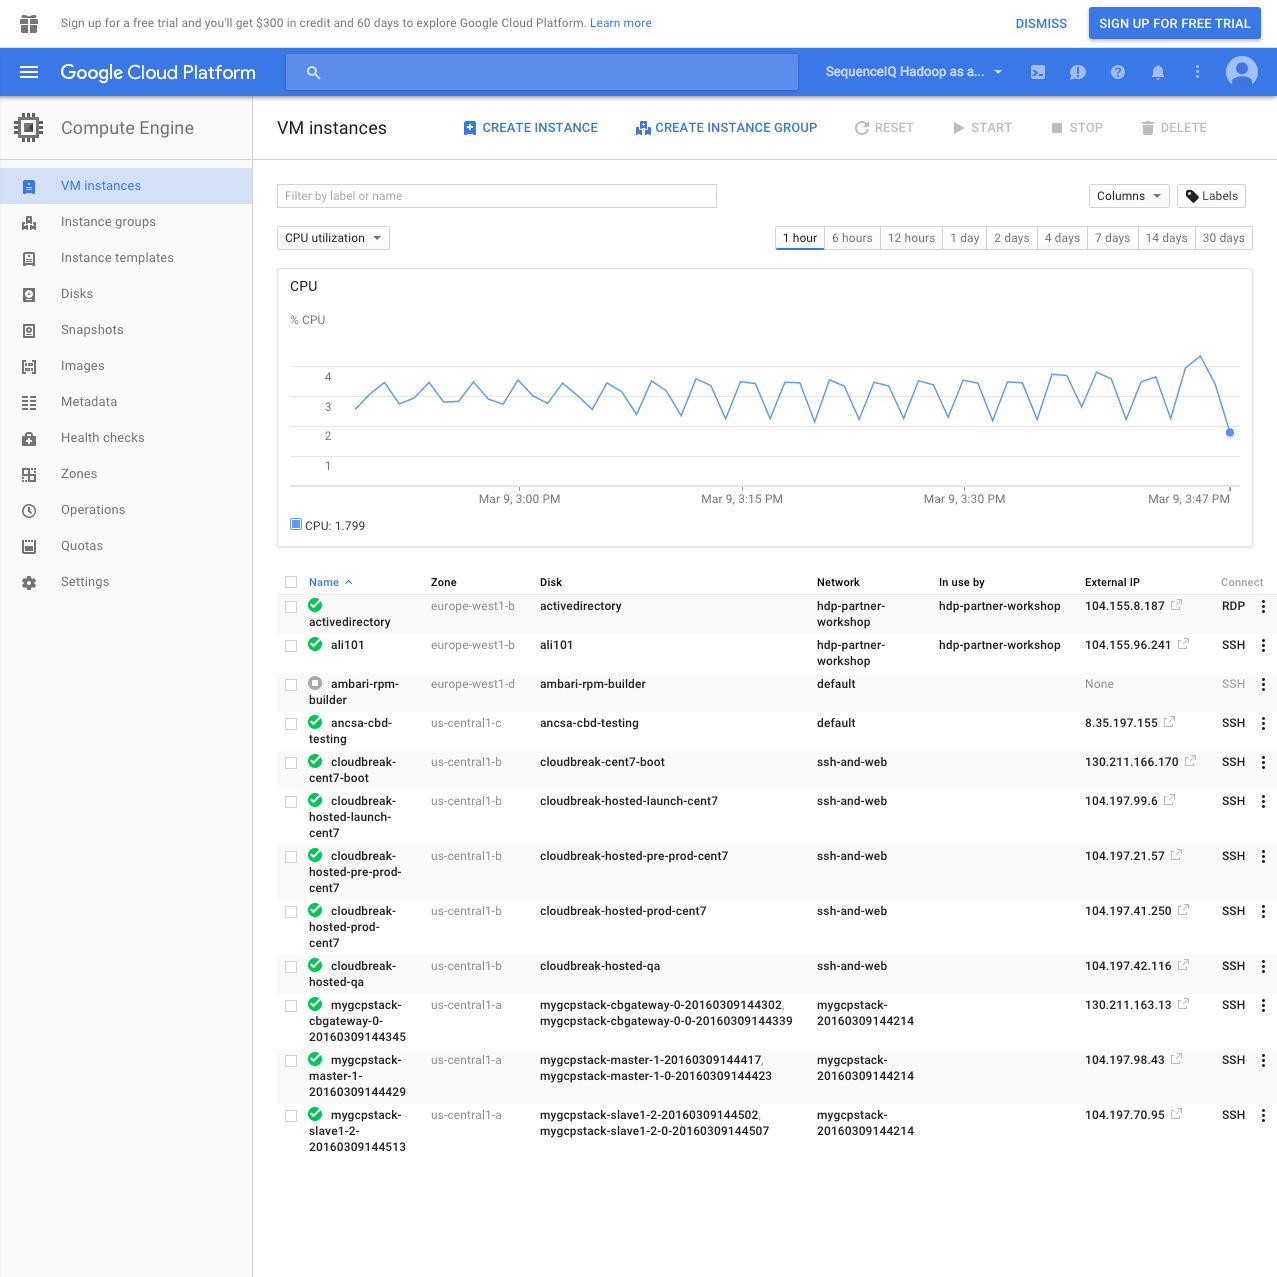 Sign up for a free trial and you'll get $300 in credit and 60 days to explore Google Cloud Platform. Learn more
DISMISS
SIGN UP FOR FREE TRIAL
Google Cloud Platform
SequenceIQ Hadoop as a...
Compute Engine
VM instances
CREATE INSTANCE
CREATE INSTANCE GROUP
RESET
START
STOP
DELETE
VM instances
Instance groups
Instance templates
Disks
Snapshots
Images
Metadata
Health checks
Zones
Operations
Quotas
Settings
Filter by label or name
Columns
Labels
CPU utilization
1 hour 6 hours 12 hours 1 day 2 days 4 days 7 days 14 days 30 days
CPU
% CPU
4
3
2
1
Mar 9, 3:00 PM Mar 9, 3:15 PM Mar 9, 3:30 PM Mar 9, 3:47 PM
CPU: 1.799
Name Zone Disk Network In use by External IP Connect
activedirectory europe-west1-b activedirectory hdp-partner-workshop hdp-partner-workshop 104.155.8.187 RDP
ali101 europe-west1-b ali101 hdp-partner-workshop hdp-partner-workshop 104.155.96.241 SSH
ambari-rpm-builder europe-west1-d ambari-rpm-builder default None SSH
ancsa-cbd-testing us-central1-c ancsa-cbd-testing default 8.35.197.155 SSH
cloudbreak-cent7-boot us-central1-b cloudbreak-cent7-boot ssh-and-web 130.211.166.170 SSH
cloudbreak-hosted-launch-cent7 us-central1-b cloudbreak-hosted-launch-cent7 ssh-and-web 104.197.99.6 SSH
cloudbreak-hosted-pre-prod-cent7 us-central1-b cloudbreak-hosted-pre-prod-cent7 ssh-and-web 104.197.21.57 SSH
cloudbreak-hosted-prod-cent7 us-central1-b cloudbreak-hosted-prod-cent7 ssh-and-web 104.197.41.250 SSH
cloudbreak-hosted-qa us-central1-b cloudbreak-hosted-qa ssh-and-web 104.197.42.116 SSH
mygcpstack-cbgateway-0-20160309144345 us-central1-a mygcpstack-cbgateway-0-20160309144302, mygcpstack-cbgateway-0-0-20160309144339 mygcpstack-20160309144214 130.211.163.13 SSH
mygcpstack-master-1-20160309144429 us-central1-a mygcpstack-master-1-20160309144417, mygcpstack-master-1-0-20160309144423 mygcpstack-20160309144214 104.197.98.43 SSH
mygcpstack-slave1-2-20160309144513 us-central1-a mygcpstack-slave1-2-20160309144502, mygcpstack-slave1-2-0-20160309144507 mygcpstack-20160309144214 104.197.70.95 SSH